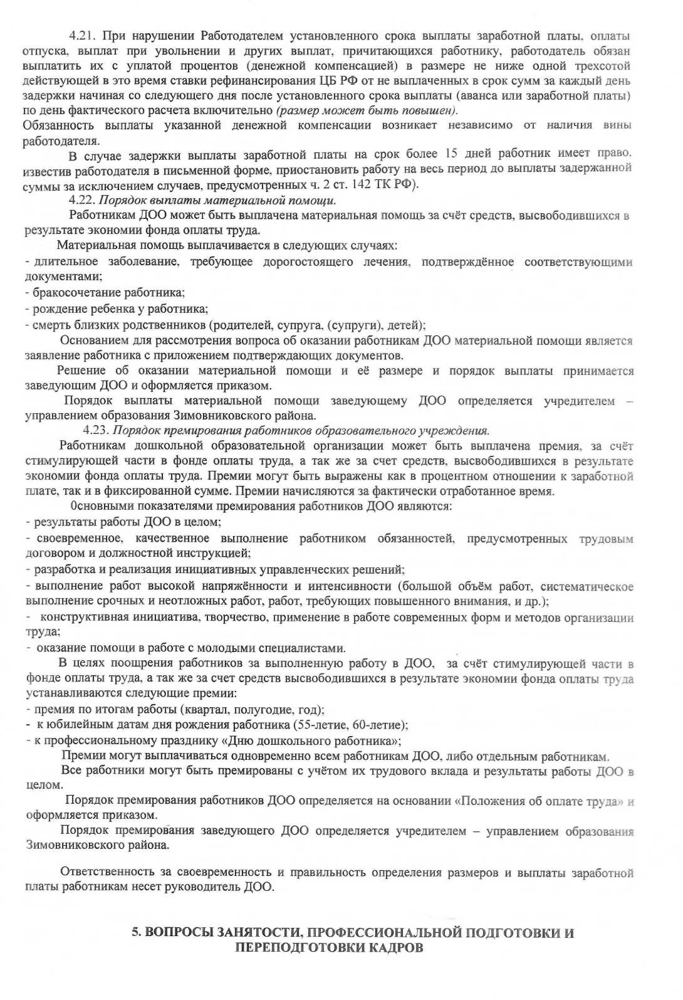 4.21. При нарушении Работодателем установленного срока выплаты заработной платы, оплаты
отпуска, выплат при увольнении и других выплат, причитающихся работнику, работодатель обязан
выплатить их с уплатой процентов (денежной компенсацией) в размере не ниже одной трехсотой
действующей в это время ставки рефинансирования ЦБ РФ от не выплаченных в срок сумм за каждый день
задержки начиная со следующего дня после установленного срока выплаты (аванса или заработной платы)
по день фактического расчета включительно (размер может быть повышен).
Обязанность выплаты указанной денежной компенсации возникает независимо от наличия вины
работодателя.
В случае задержки выплаты заработной платы на срок более 15 дней работник имеет право,
известив работодателя в письменной форме, приостановить работу на весь период до выплаты задержанной
суммы за исключением случаев, предусмотренных ч. 2 ст. 142 ТК РФ).
4.22. Порядок выплаты материальной помощи.
Работникам ДОО может быть выплачена материальная помощь за счёт средств, высвободившихся в
результате экономии фонда оплаты труда.
Материальная помощь выплачивается в следующих случаях:
- длительное заболевание, требующее дорогостоящего лечения, подтверждённое соответствующими
документами;
- бракосочетание работника;
- рождение ребенка у работника;
- смерть близких родственников (родителей, супруга, (супруги), детей);
Основанием для рассмотрения вопроса об оказании работникам ДОО материальной помощи является
заявление работника с приложением подтверждающих документов.
Решение об оказании материальной помощи и её размере и порядок выплаты принимается
заведующим ДОО и оформляется приказом.
Порядок выплаты материальной помощи заведующему ДОО определяется учредителем –
управлением образования Зимовниковского района.
4.23. Порядок премирования работников образовательного учреждения.
Работникам дошкольной образовательной организации может быть выплачена премия, за счёт
стимулирующей части в фонде оплаты труда, а так же за счет средств, высвободившихся в результате
экономии фонда оплаты труда. Премии могут быть выражены как в процентном отношении к заработной
плате, так и в фиксированной сумме. Премии начисляются за фактически отработанное время.
Основными показателями премирования работников ДОО являются:
- результаты работы ДОО в целом;
- своевременное, качественное выполнение работником обязанностей, предусмотренных трудовым
договором и должностной инструкцией;
- разработка и реализация инициативных управленческих решений;
- выполнение работ высокой напряжённости и интенсивности (большой объём работ, систематическое
выполнение срочных и неотложных работ, работ, требующих повышенного внимания, и др.);
- конструктивная инициатива, творчество, применение в работе современных форм и методов организации
труда;
- оказание помощи в работе с молодыми специалистами.
В целях поощрения работников за выполненную работу в ДОО, за счёт стимулирующей части в
фонде оплаты труда, а так же за счет средств высвободившихся в результате экономии фонда оплаты труда
устанавливаются следующие премии:
- премия по итогам работы (квартал, полугодие, год);
- к юбилейным датам дня рождения работника (55-летие, 60-летие);
- к профессиональному празднику «Дню дошкольного работника»;
Премии могут выплачиваться одновременно всем работникам ДОО, либо отдельным работникам.
Все работники могут быть премированы с учётом их трудового вклада и результаты работы ДОО в
целом.
Порядок премирования работников ДОО определяется на основании «Положения об оплате труда» и
оформляется приказом.
Порядок премирования заведующего ДОО определяется учредителем – управлением образования
Зимовниковского района.
Ответственность за своевременность и правильность определения размеров и выплаты заработной
платы работникам несет руководитель ДОО.
5. ВОПРОСЫ ЗАНЯТОСТИ, ПРОФЕССИОНАЛЬНОЙ ПОДГОТОВКИ И
ПЕРЕПОДГОТОВКИ КАДРОВ